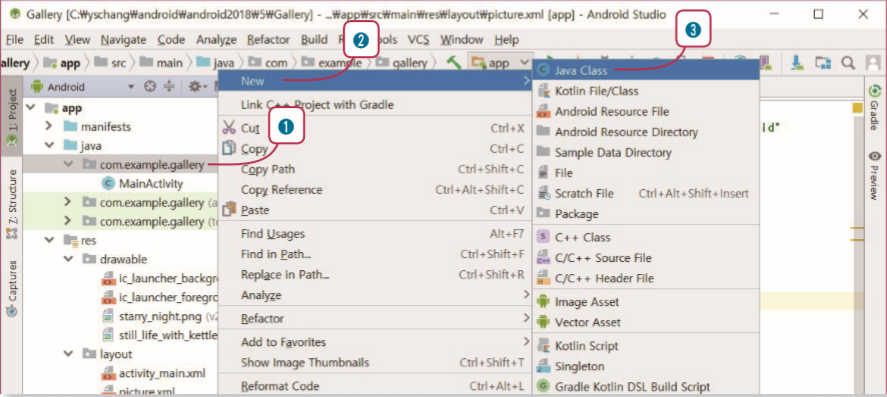 Gallery [C:₩yschang₩android₩android2018₩5₩Gallery] - ...₩app₩src₩main₩res₩layout₩picture.xml [app] - Android Studio
File Edit View Navigate Code Analyze Refactor Build VCS Window Help
allery app src main java com example gallery app
1: Project
Z: Structure
Captures
Android
app
manifests
java
com.example.gallery
MainActivity
com.example.gallery (a
com.example.gallery (te
res
drawable
ic_launcher_backgr
ic_launcher_foregro
starry_night.png (v2
still_life_with_kettle
layout
activity_main.xml
picture.xml
1
2
New
Link C++ Project with Gradle
Cut Ctrl+X
Copy Ctrl+C
Copy Path Ctrl+Shift+C
Copy Reference Ctrl+Alt+Shift+C
Paste Ctrl+V
Find Usages Alt+F7
Find in Path... Ctrl+Shift+F
Replace in Path... Ctrl+Shift+R
Analyze
Refactor
Add to Favorites
Show Image Thumbnails Ctrl+Shift+T
Reformat Code Ctrl+Alt+L
3
Java Class
Kotlin File/Class
Android Resource File
Android Resource Directory
Sample Data Directory
File
Scratch File Ctrl+Alt+Shift+Insert
Package
C++ Class
C/C++ Source File
C/C++ Header File
Image Asset
Vector Asset
Kotlin Script
Singleton
Gradle Kotlin DSL Build Script
id"
Gradle
Preview